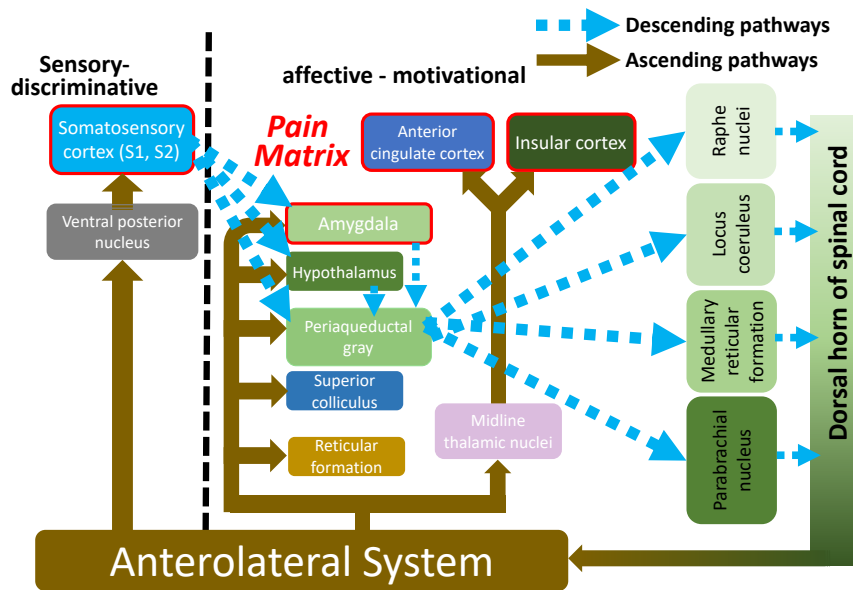 Descending pathways
Ascending pathways
Sensory-
discriminative
affective - motivational
Somatosensory
cortex (S1, S2)
Pain
Matrix
Anterior
cingulate cortex
Insular cortex
Raphe
nuclei
Ventral posterior
nucleus
Amygdala
Hypothalamus
Periaqueductal
gray
Superior
colliculus
Reticular
formation
Midline
thalamic nuclei
Locus
coeruleus
Medullary
reticular
formation
Parabrachial
nucleus
Dorsal horn of spinal cord
Anterolateral System